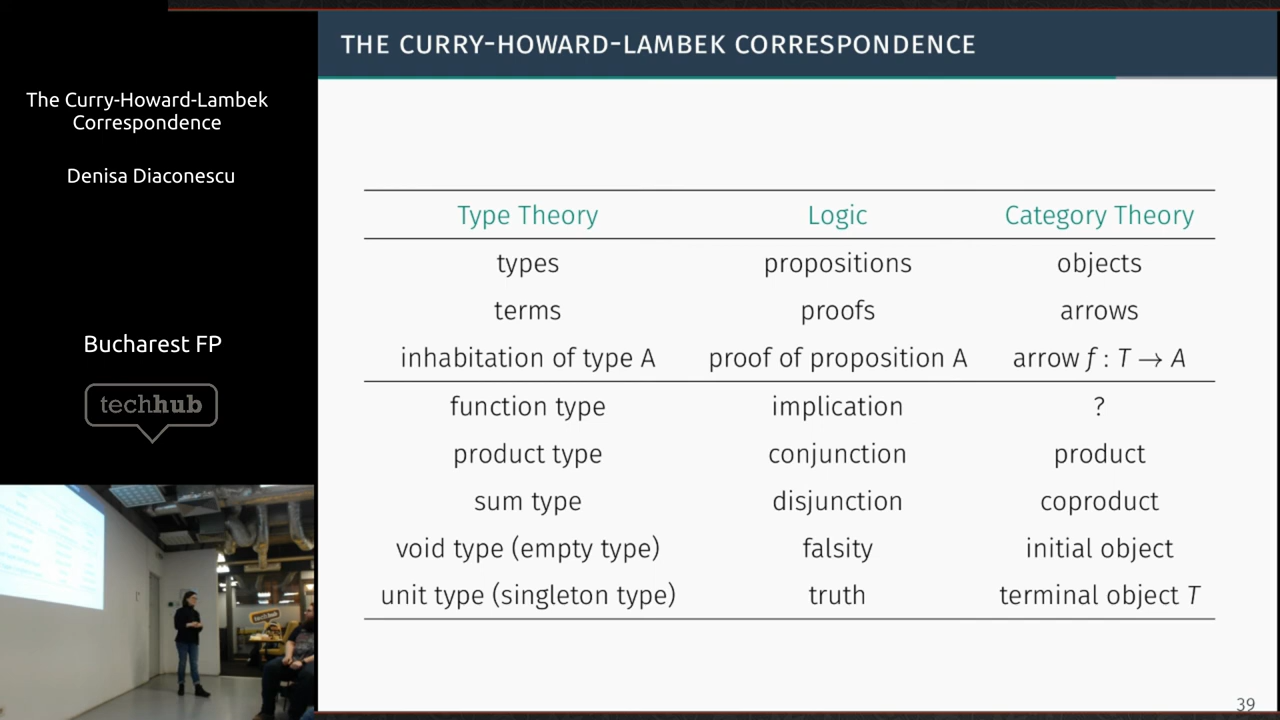 The Curry-Howard-Lambek
Correspondence
Denisa Diaconescu
Bucharest FP
techhub
THE CURRY-HOWARD-LAMBEK CORRESPONDENCE
Type Theory Logic Category Theory
types propositions objects
terms proofs arrows
inhabitation of type A proof of proposition A arrow f : T → A
function type implication ?
product type conjunction product
sum type disjunction coproduct
void type (empty type) falsity initial object
unit type (singleton type) truth terminal object T
39
techhub